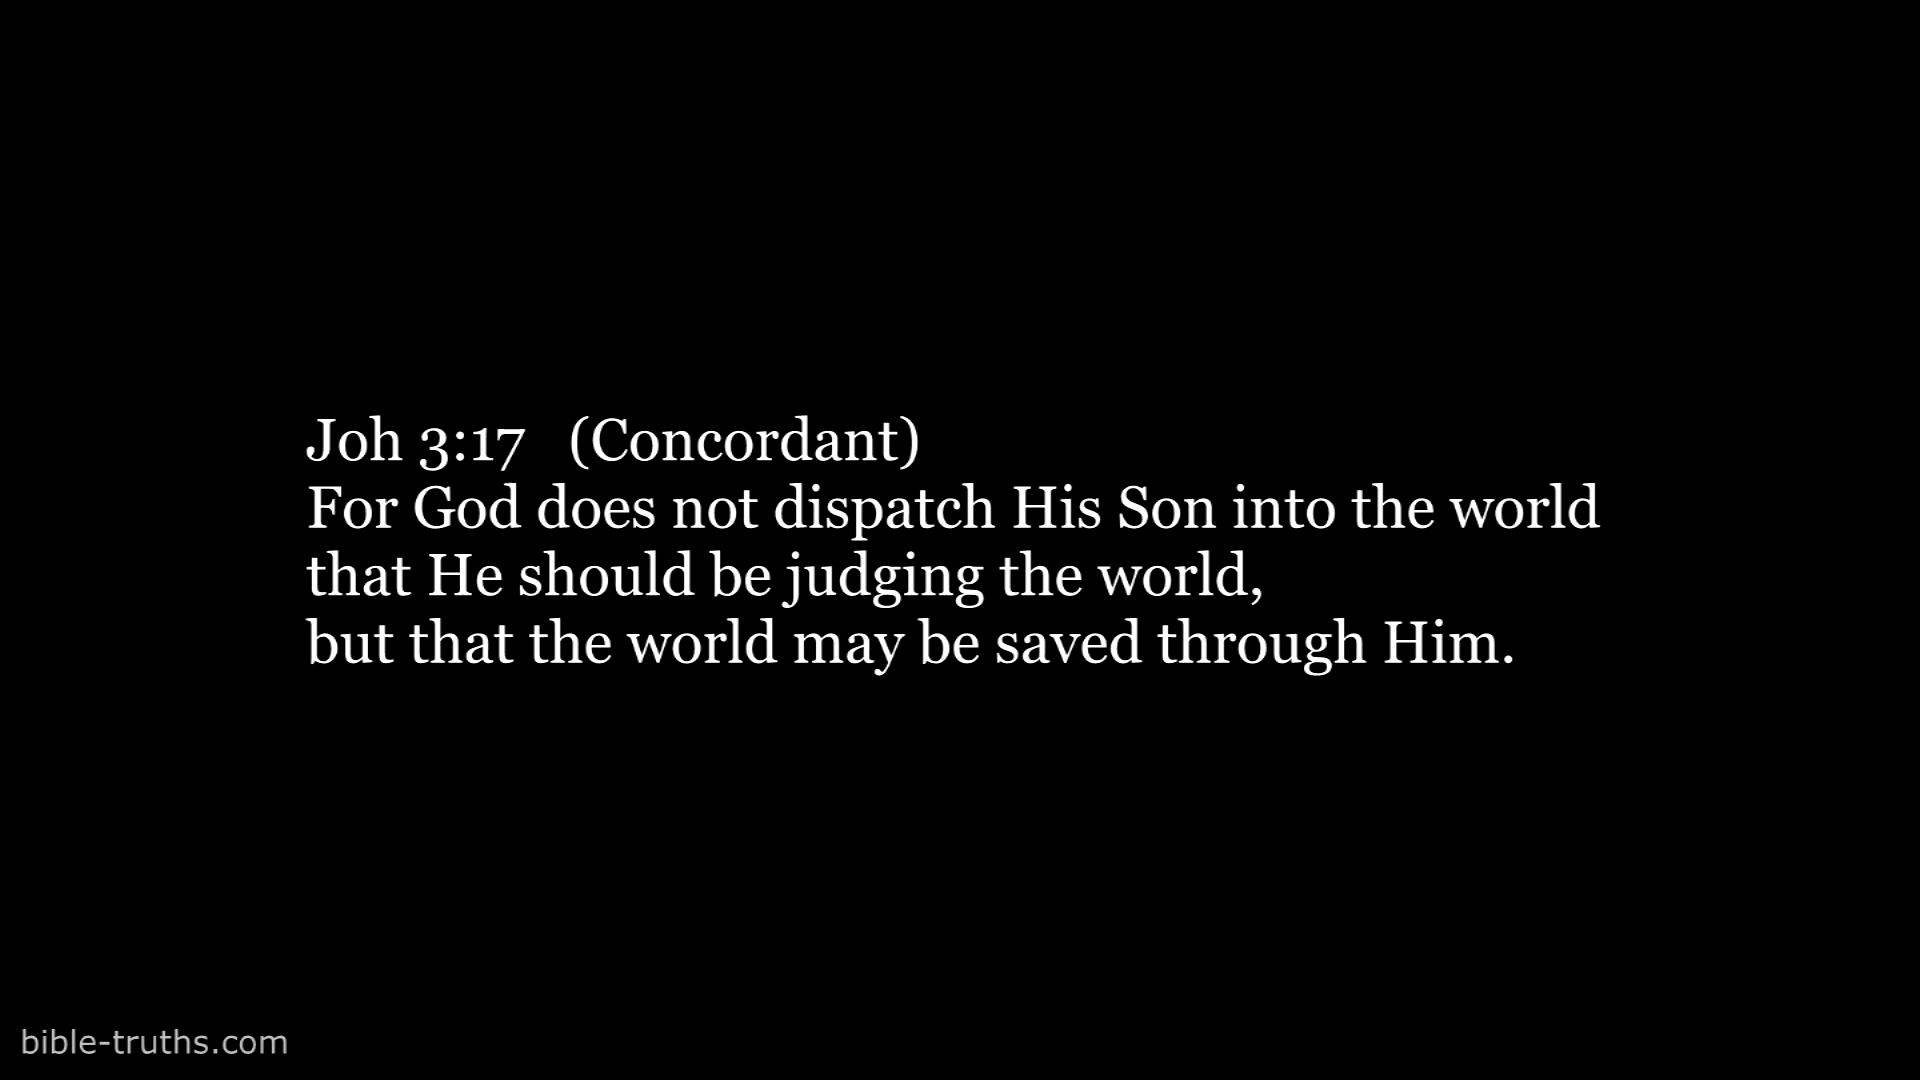 Joh 3:17   (Concordant)
For God does not dispatch His Son into the world
that He should be judging the world,
but that the world may be saved through Him.
bible-truths.com